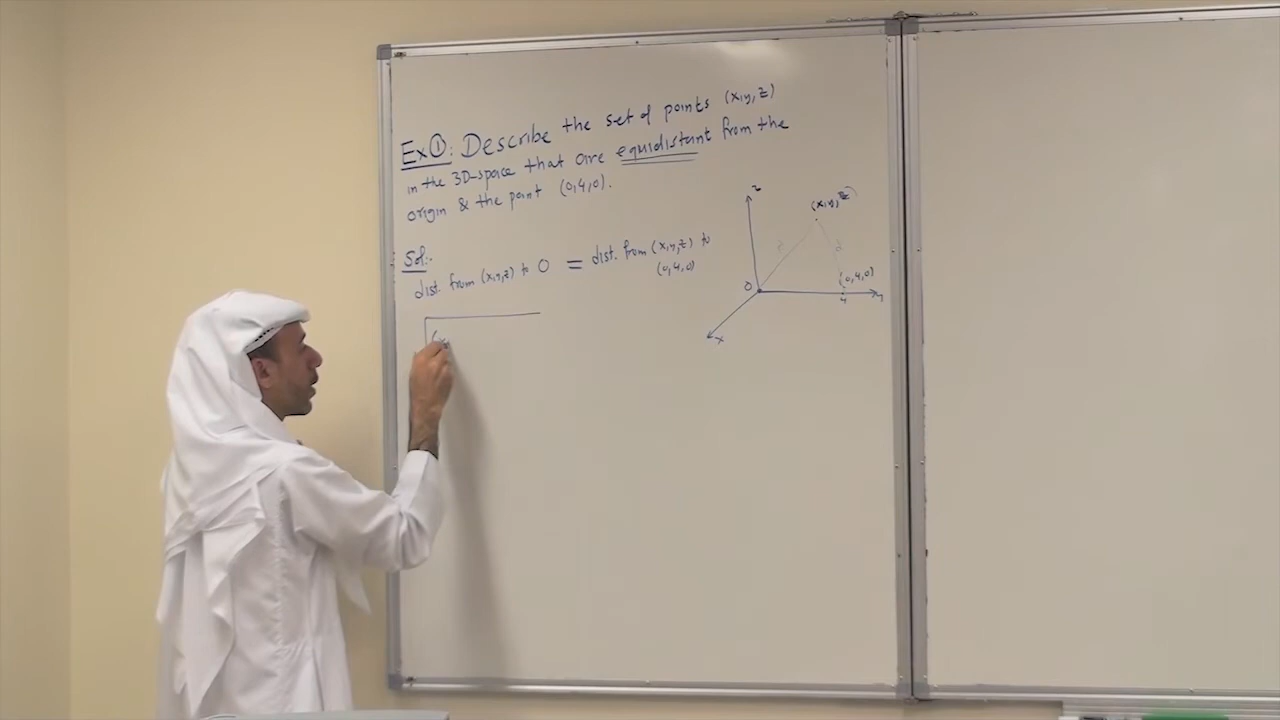 Ex①: Describe the set of points (x,y,z)
in the 3D-space that are equidistant from the
origin & the point (0,4,0).
Sol:
dist. from (x,y,z) to 0 = dist. from (x,y,z) to
(0,4,0)
(x
z
(x,y,z)
d
d
0
(0,4,0)
4
y
x